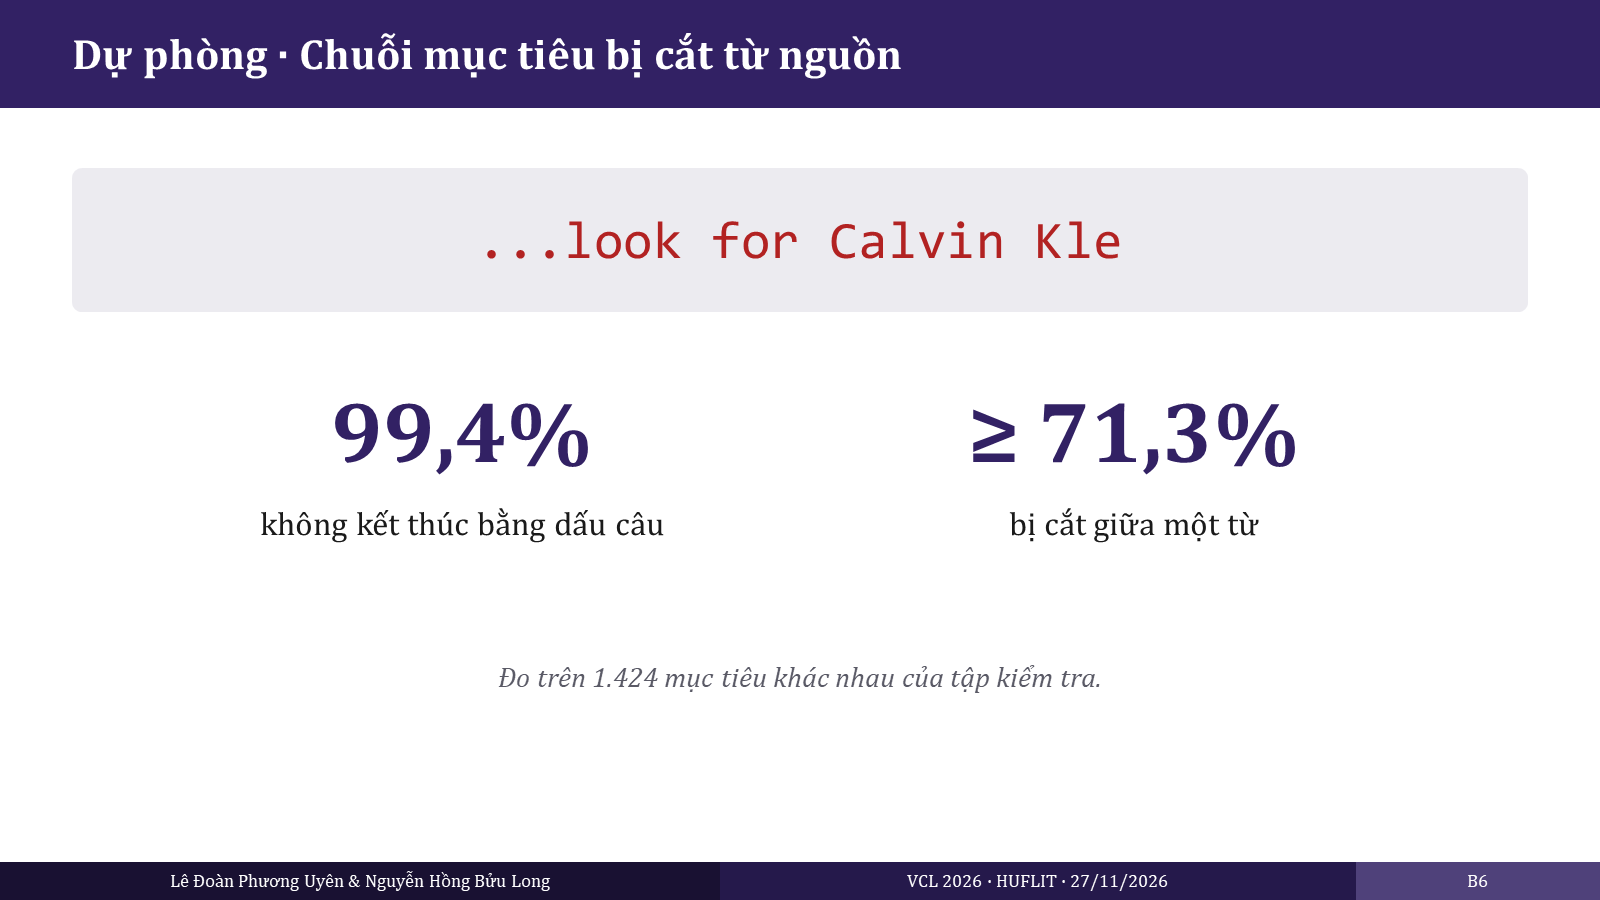 Dự phòng · Chuỗi mục tiêu bị cắt từ nguồn
...look for Calvin Kle
99,4%
không kết thúc bằng dấu câu
≥ 71,3%
bị cắt giữa một từ
Đo trên 1.424 mục tiêu khác nhau của tập kiểm tra.
Lê Đoàn Phương Uyên & Nguyễn Hồng Bửu Long
VCL 2026 · HUFLIT · 27/11/2026
B6